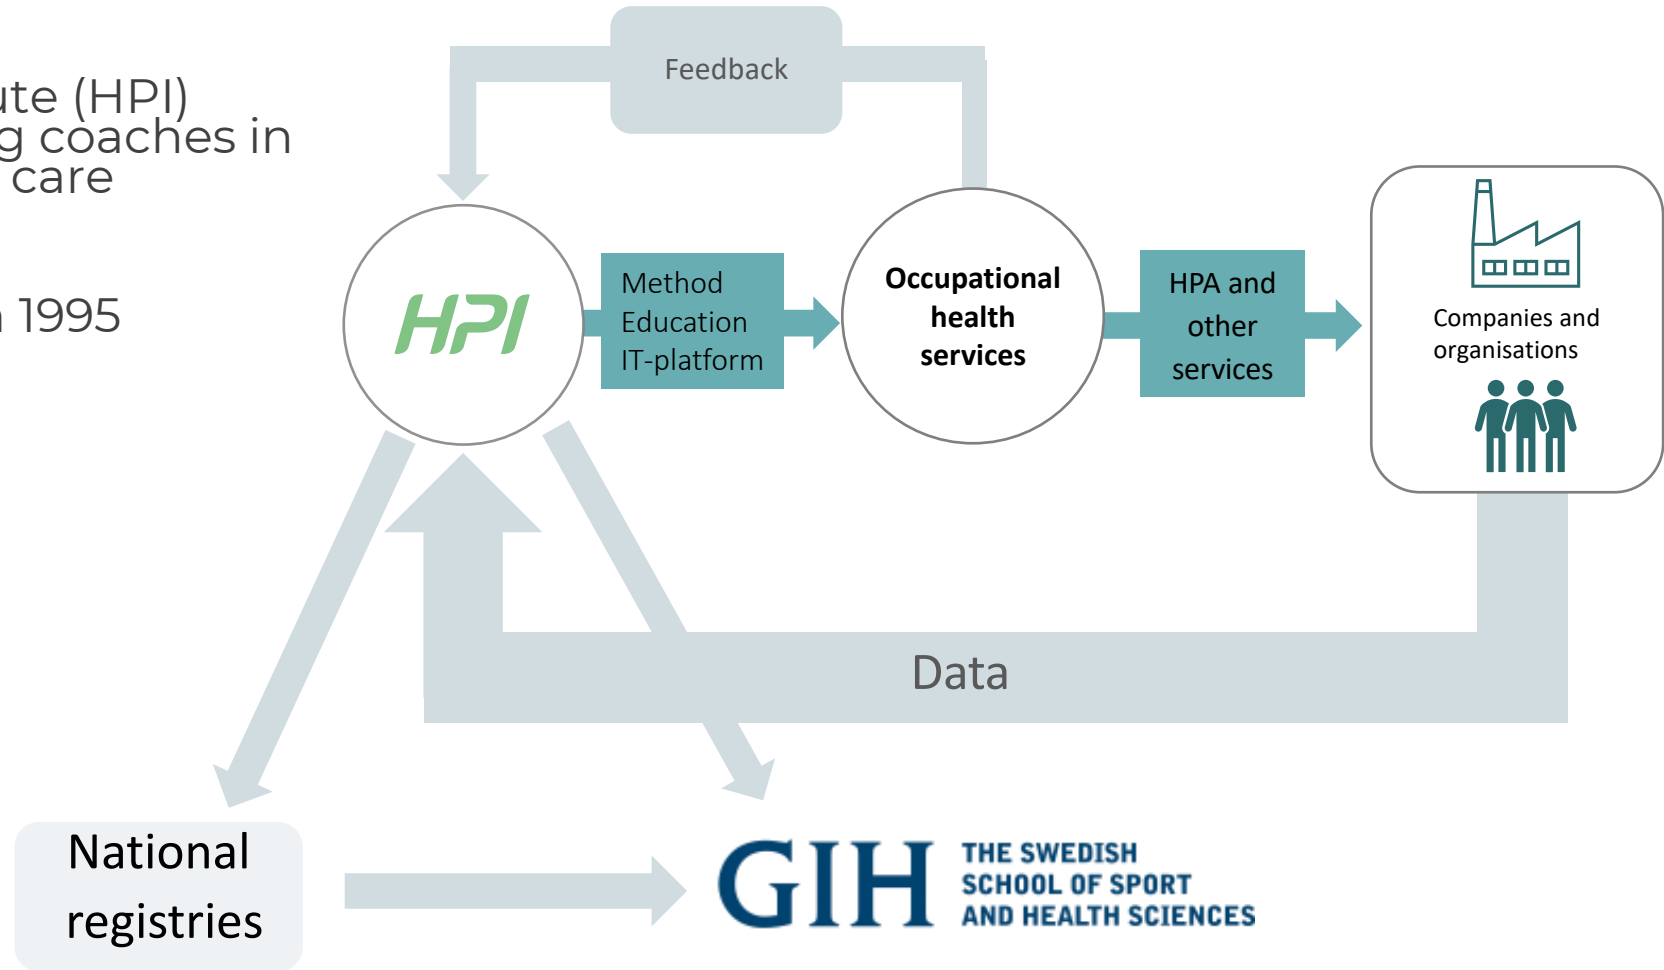 Feedback
ute (HPI)
g coaches in
care
1995
HPI
Method
Education
IT-platform
Occupational
health
services
HPA and
other
services
Companies and
organisations
Data
National
registries
GIH
THE SWEDISH
SCHOOL OF SPORT
AND HEALTH SCIENCES